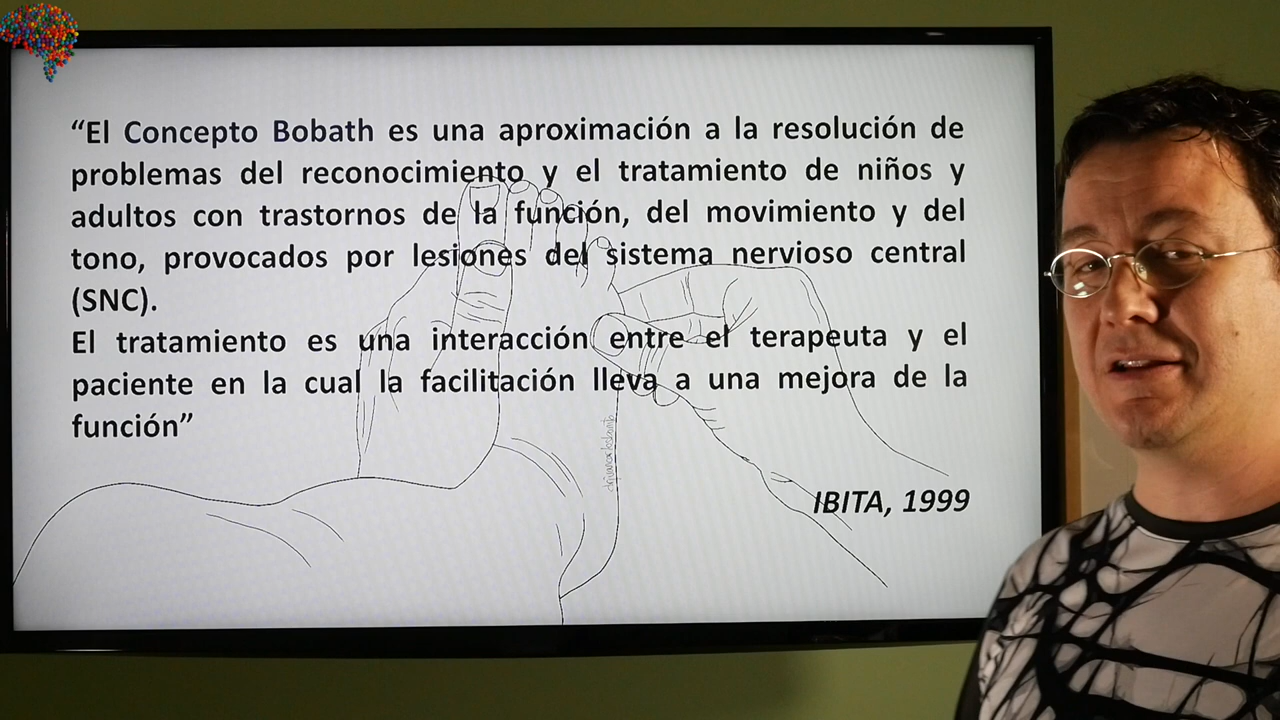 “El Concepto Bobath es una aproximación a la resolución de
problemas del reconocimiento y el tratamiento de niños y
adultos con trastornos de la función, del movimiento y del
tono, provocados por lesiones del sistema nervioso central
(SNC).
El tratamiento es una interacción entre el terapeuta y el
paciente en la cual la facilitación lleva a una mejora de la
función”
IBITA, 1999